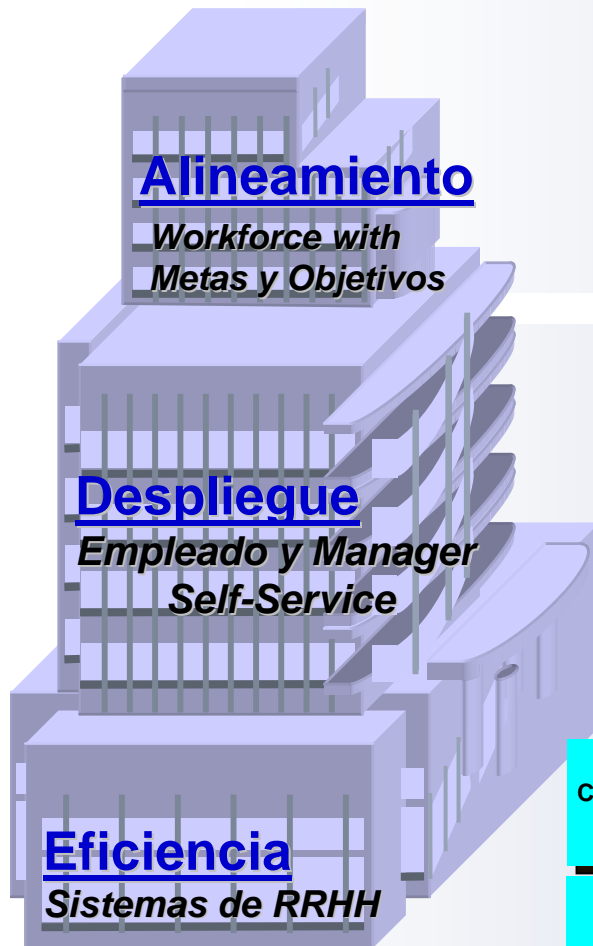 Alineamiento
Workforce with
Metas y Objetivos
Despliegue
Empleado y Manager
Self-Service
C
Eficiencia
Sistemas de RRHH